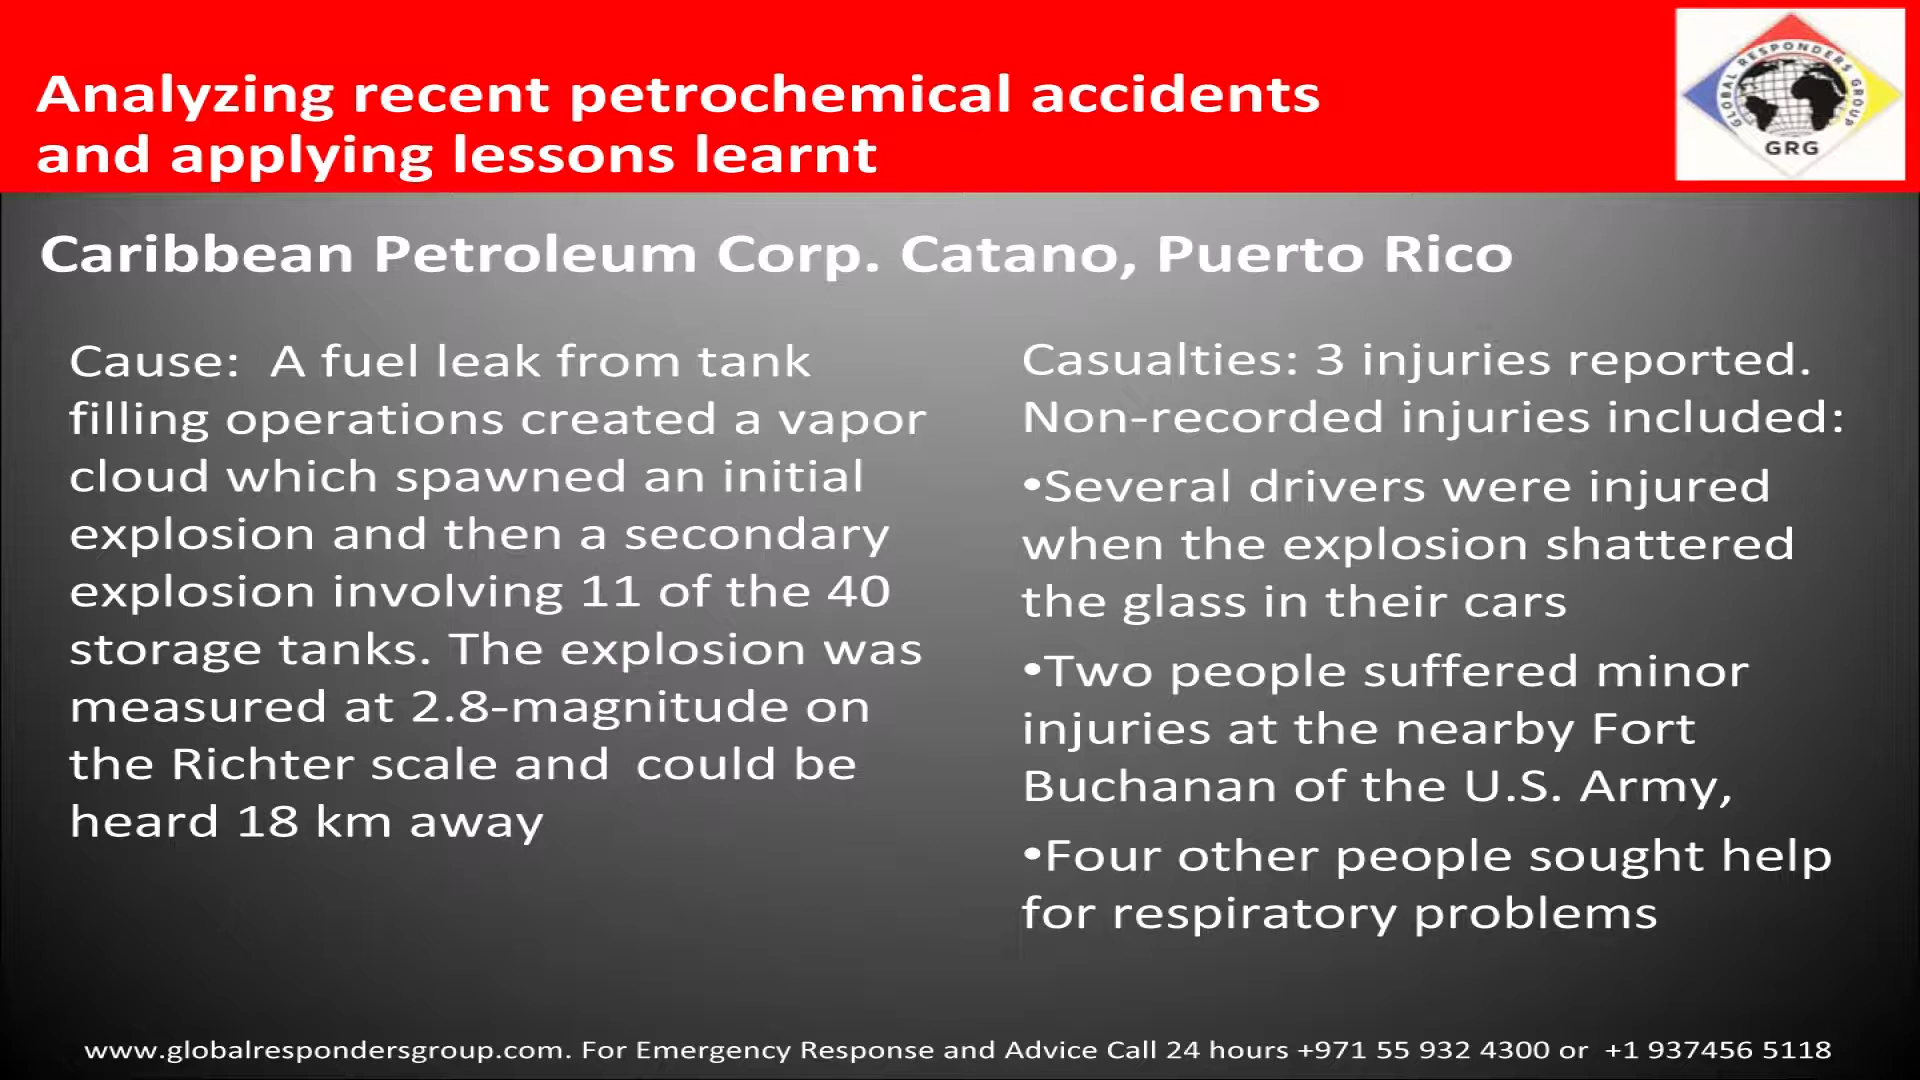 Analyzing recent petrochemical accidents
and applying lessons learnt
GLOBAL RESPONDERS GROUP
GRG
Caribbean Petroleum Corp. Catano, Puerto Rico
Cause: A fuel leak from tank
filling operations created a vapor
cloud which spawned an initial
explosion and then a secondary
explosion involving 11 of the 40
storage tanks. The explosion was
measured at 2.8-magnitude on
the Richter scale and could be
heard 18 km away
Casualties: 3 injuries reported.
Non-recorded injuries included:
•Several drivers were injured
when the explosion shattered
the glass in their cars
•Two people suffered minor
injuries at the nearby Fort
Buchanan of the U.S. Army,
•Four other people sought help
for respiratory problems
www.globalrespondersgroup.com. For Emergency Response and Advice Call 24 hours +971 55 932 4300 or +1 937456 5118